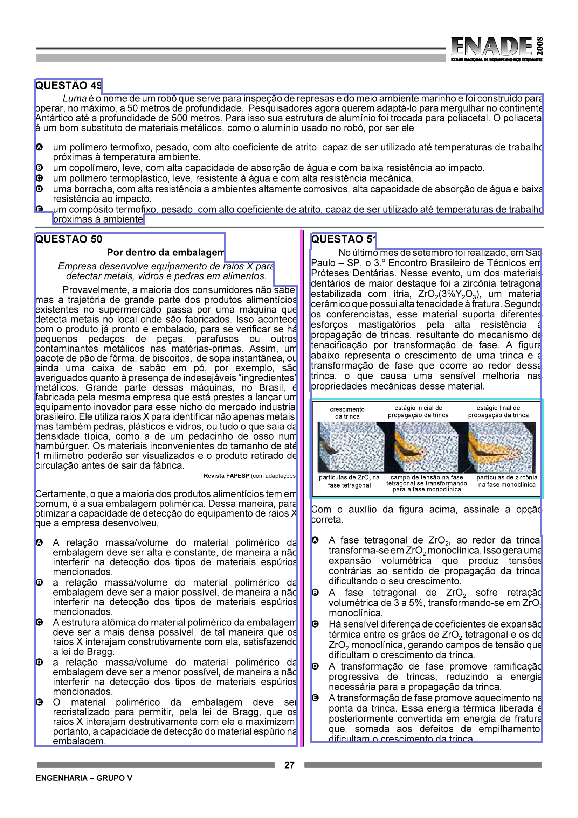 ENADE 2008
EXAME NACIONAL DE DESEMPENHO DOS ESTUDANTES
QUESTÃO 49
Luma é o nome de um robô que serve para inspeção de represas e do meio ambiente marinho e foi construído para
operar, no máximo, a 50 metros de profundidade. Pesquisadores agora querem adaptá-lo para mergulhar no continente
Antártico até a profundidade de 500 metros. Para isso sua estrutura de alumínio foi trocada para poliacetal. O poliacetal
é um bom substituto de materiais metálicos, como o alumínio usado no robô, por ser ele
A um polímero termofixo, pesado, com alto coeficiente de atrito, capaz de ser utilizado até temperaturas de trabalho
próximas à temperatura ambiente.
B um copolímero, leve, com alta capacidade de absorção de água e com baixa resistência ao impacto.
C um polímero termoplástico, leve, resistente à água e com alta resistência mecânica.
D uma borracha, com alta resistência a ambientes altamente corrosivos, alta capacidade de absorção de água e baixa
resistência ao impacto.
E um compósito termofixo, pesado, com alto coeficiente de atrito, capaz de ser utilizado até temperaturas de trabalho
próximas à ambiente.
QUESTÃO 50
Por dentro da embalagem
Empresa desenvolve equipamento de raios X para
detectar metais, vidros e pedras em alimentos.
Provavelmente, a maioria dos consumidores não sabe,
mas a trajetória de grande parte dos produtos alimentícios
existentes no supermercado passa por uma máquina que
detecta metais no local onde são fabricados. Isso acontece
com o produto já pronto e embalado, para se verificar se há
pequenos pedaços de peças, parafusos ou outros
contaminantes metálicos nas matérias-primas. Assim, um
pacote de pão de fôrma, de biscoitos, de sopa instantânea, ou
ainda uma caixa de sabão em pó, por exemplo, são
averiguados quanto à presença de indesejáveis "ingredientes"
metálicos. Grande parte dessas máquinas, no Brasil, é
fabricada pela mesma empresa que está prestes a lançar um
equipamento inovador para esse nicho do mercado industrial
brasileiro. Ele utiliza raios X para identificar não apenas metais,
mas também pedras, plásticos e vidros, ou tudo o que saia da
densidade típica, como a de um pedacinho de osso num
hambúrguer. Os materiais inconvenientes no tamanho de até
1 milímetro poderão ser visualizados e o produto retirado de
circulação antes de sair da fábrica.
Revista FAPESP (com adaptações).
Certamente, o que a maioria dos produtos alimentícios tem em
comum, é a sua embalagem polimérica. Dessa maneira, para
otimizar a capacidade de detecção do equipamento de raios X
que a empresa desenvolveu,
A A relação massa/volume do material polimérico da
embalagem deve ser alta e constante, de maneira a não
interferir na detecção dos tipos de materiais espúrios
mencionados.
B a relação massa/volume do material polimérico da
embalagem deve ser a maior possível, de maneira a não
interferir na detecção dos tipos de materiais espúrios
mencionados.
C A estrutura atômica do material polimérico da embalagem
deve ser a mais densa possível, de tal maneira que os
raios X interajam construtivamente com ela, satisfazendo
a lei de Bragg.
D a relação massa/volume do material polimérico da
embalagem deve ser a menor possível, de maneira a não
interferir na detecção dos tipos de materiais espúrios
mencionados.
E O material polimérico da embalagem deve ser
recristalizado para permitir, pela lei de Bragg, que os
raios X interajam destrutivamente com ele e maximizem,
portanto, a capacidade de detecção do material espúrio na
embalagem.
QUESTÃO 51
No último mês de setembro foi realizado, em São
Paulo – SP, o 3.º Encontro Brasileiro de Técnicos em
Próteses Dentárias. Nesse evento, um dos materiais
dentários de maior destaque foi a zircônia tetragonal
estabilizada com ítria, ZrO₂(3%Y₂O₃), um material
cerâmico que possui alta tenacidade à fratura. Segundo
os conferencistas, esse material suporta diferentes
esforços mastigatórios pela alta resistência à
propagação de trincas, resultante do mecanismo de
tenacificação por transformação de fase. A figura
abaixo representa o crescimento de uma trinca e a
transformação de fase que ocorre ao redor dessa
trinca, o que causa uma sensível melhoria nas
propriedades mecânicas desse material.
crescimento da trinca
estágio inicial de propagação da trinca
estágio final de propagação da trinca
partículas de ZrO₂ na fase tetragonal
campo de tensão na fase tetragonal se transformando para a fase monoclínica
partículas de zircônia na fase monoclínica
Com o auxílio da figura acima, assinale a opção
correta.
A A fase tetragonal de ZrO₂, ao redor da trinca,
transforma-se em ZrO₂ monoclínica. Isso gera uma
expansão volumétrica que produz tensões
contrárias ao sentido de propagação da trinca,
dificultando o seu crescimento.
B A fase tetragonal de ZrO₂ sofre retração
volumétrica de 3 a 5%, transformando-se em ZrO₂
monoclínica.
C Há sensível diferença de coeficientes de expansão
térmica entre os grãos de ZrO₂ tetragonal e os de
ZrO₂ monoclínica, gerando campos de tensão que
dificultam o crescimento da trinca.
D A transformação de fase promove ramificação
progressiva de trincas, reduzindo a energia
necessária para a propagação da trinca.
E A transformação de fase promove aquecimento na
ponta da trinca. Essa energia térmica liberada é
posteriormente convertida em energia de fratura
que, somada aos defeitos de empilhamento,
dificultam o crescimento da trinca.
27
ENGENHARIA – GRUPO V